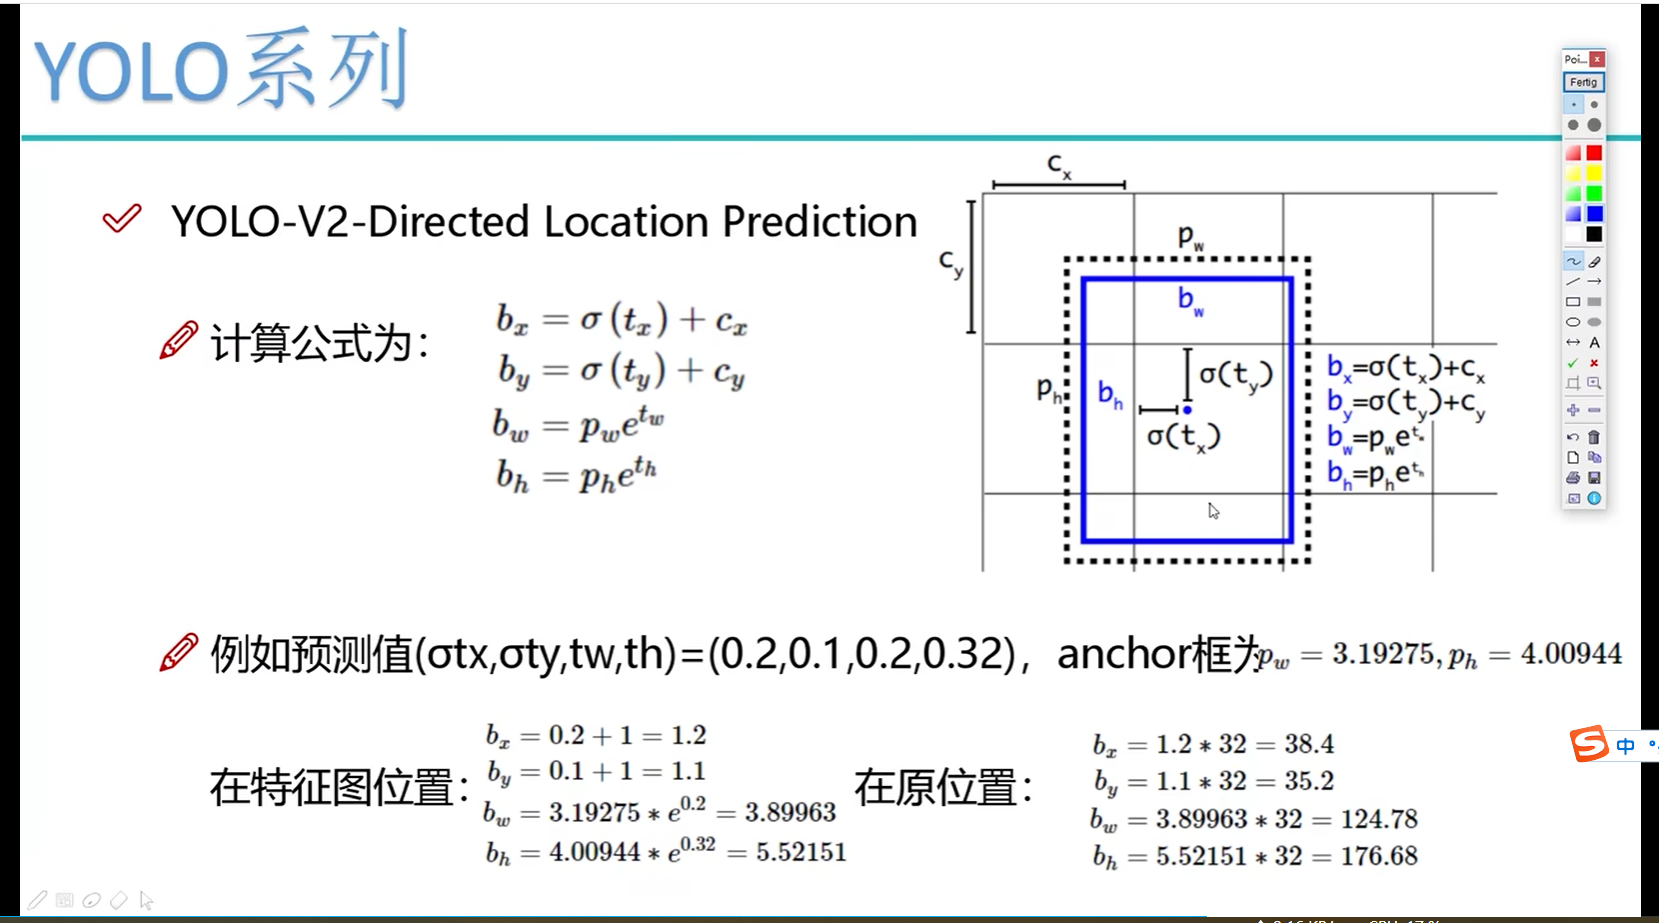 YOLO系列
YOLO-V2-Directed Location Prediction
计算公式为：
b_x = σ(t_x) + c_x
b_y = σ(t_y) + c_y
b_w = p_w e^{t_w}
b_h = p_h e^{t_h}
c_x
c_y
p_w
b_w
p_h
b_h
σ(t_y)
σ(t_x)
b_x=σ(t_x)+c_x
b_y=σ(t_y)+c_y
b_w=p_w e^{t_w}
b_h=p_h e^{t_h}
例如预测值(σtx,σty,tw,th)=(0.2,0.1,0.2,0.32)，anchor框为 p_w = 3.19275, p_h = 4.00944
在特征图位置：
b_x = 0.2 + 1 = 1.2
b_y = 0.1 + 1 = 1.1
b_w = 3.19275 * e^{0.2} = 3.89963
b_h = 4.00944 * e^{0.32} = 5.52151
在原位置：
b_x = 1.2 * 32 = 38.4
b_y = 1.1 * 32 = 35.2
b_w = 3.89963 * 32 = 124.78
b_h = 5.52151 * 32 = 176.68
Poi...
Fertig
A
S 中